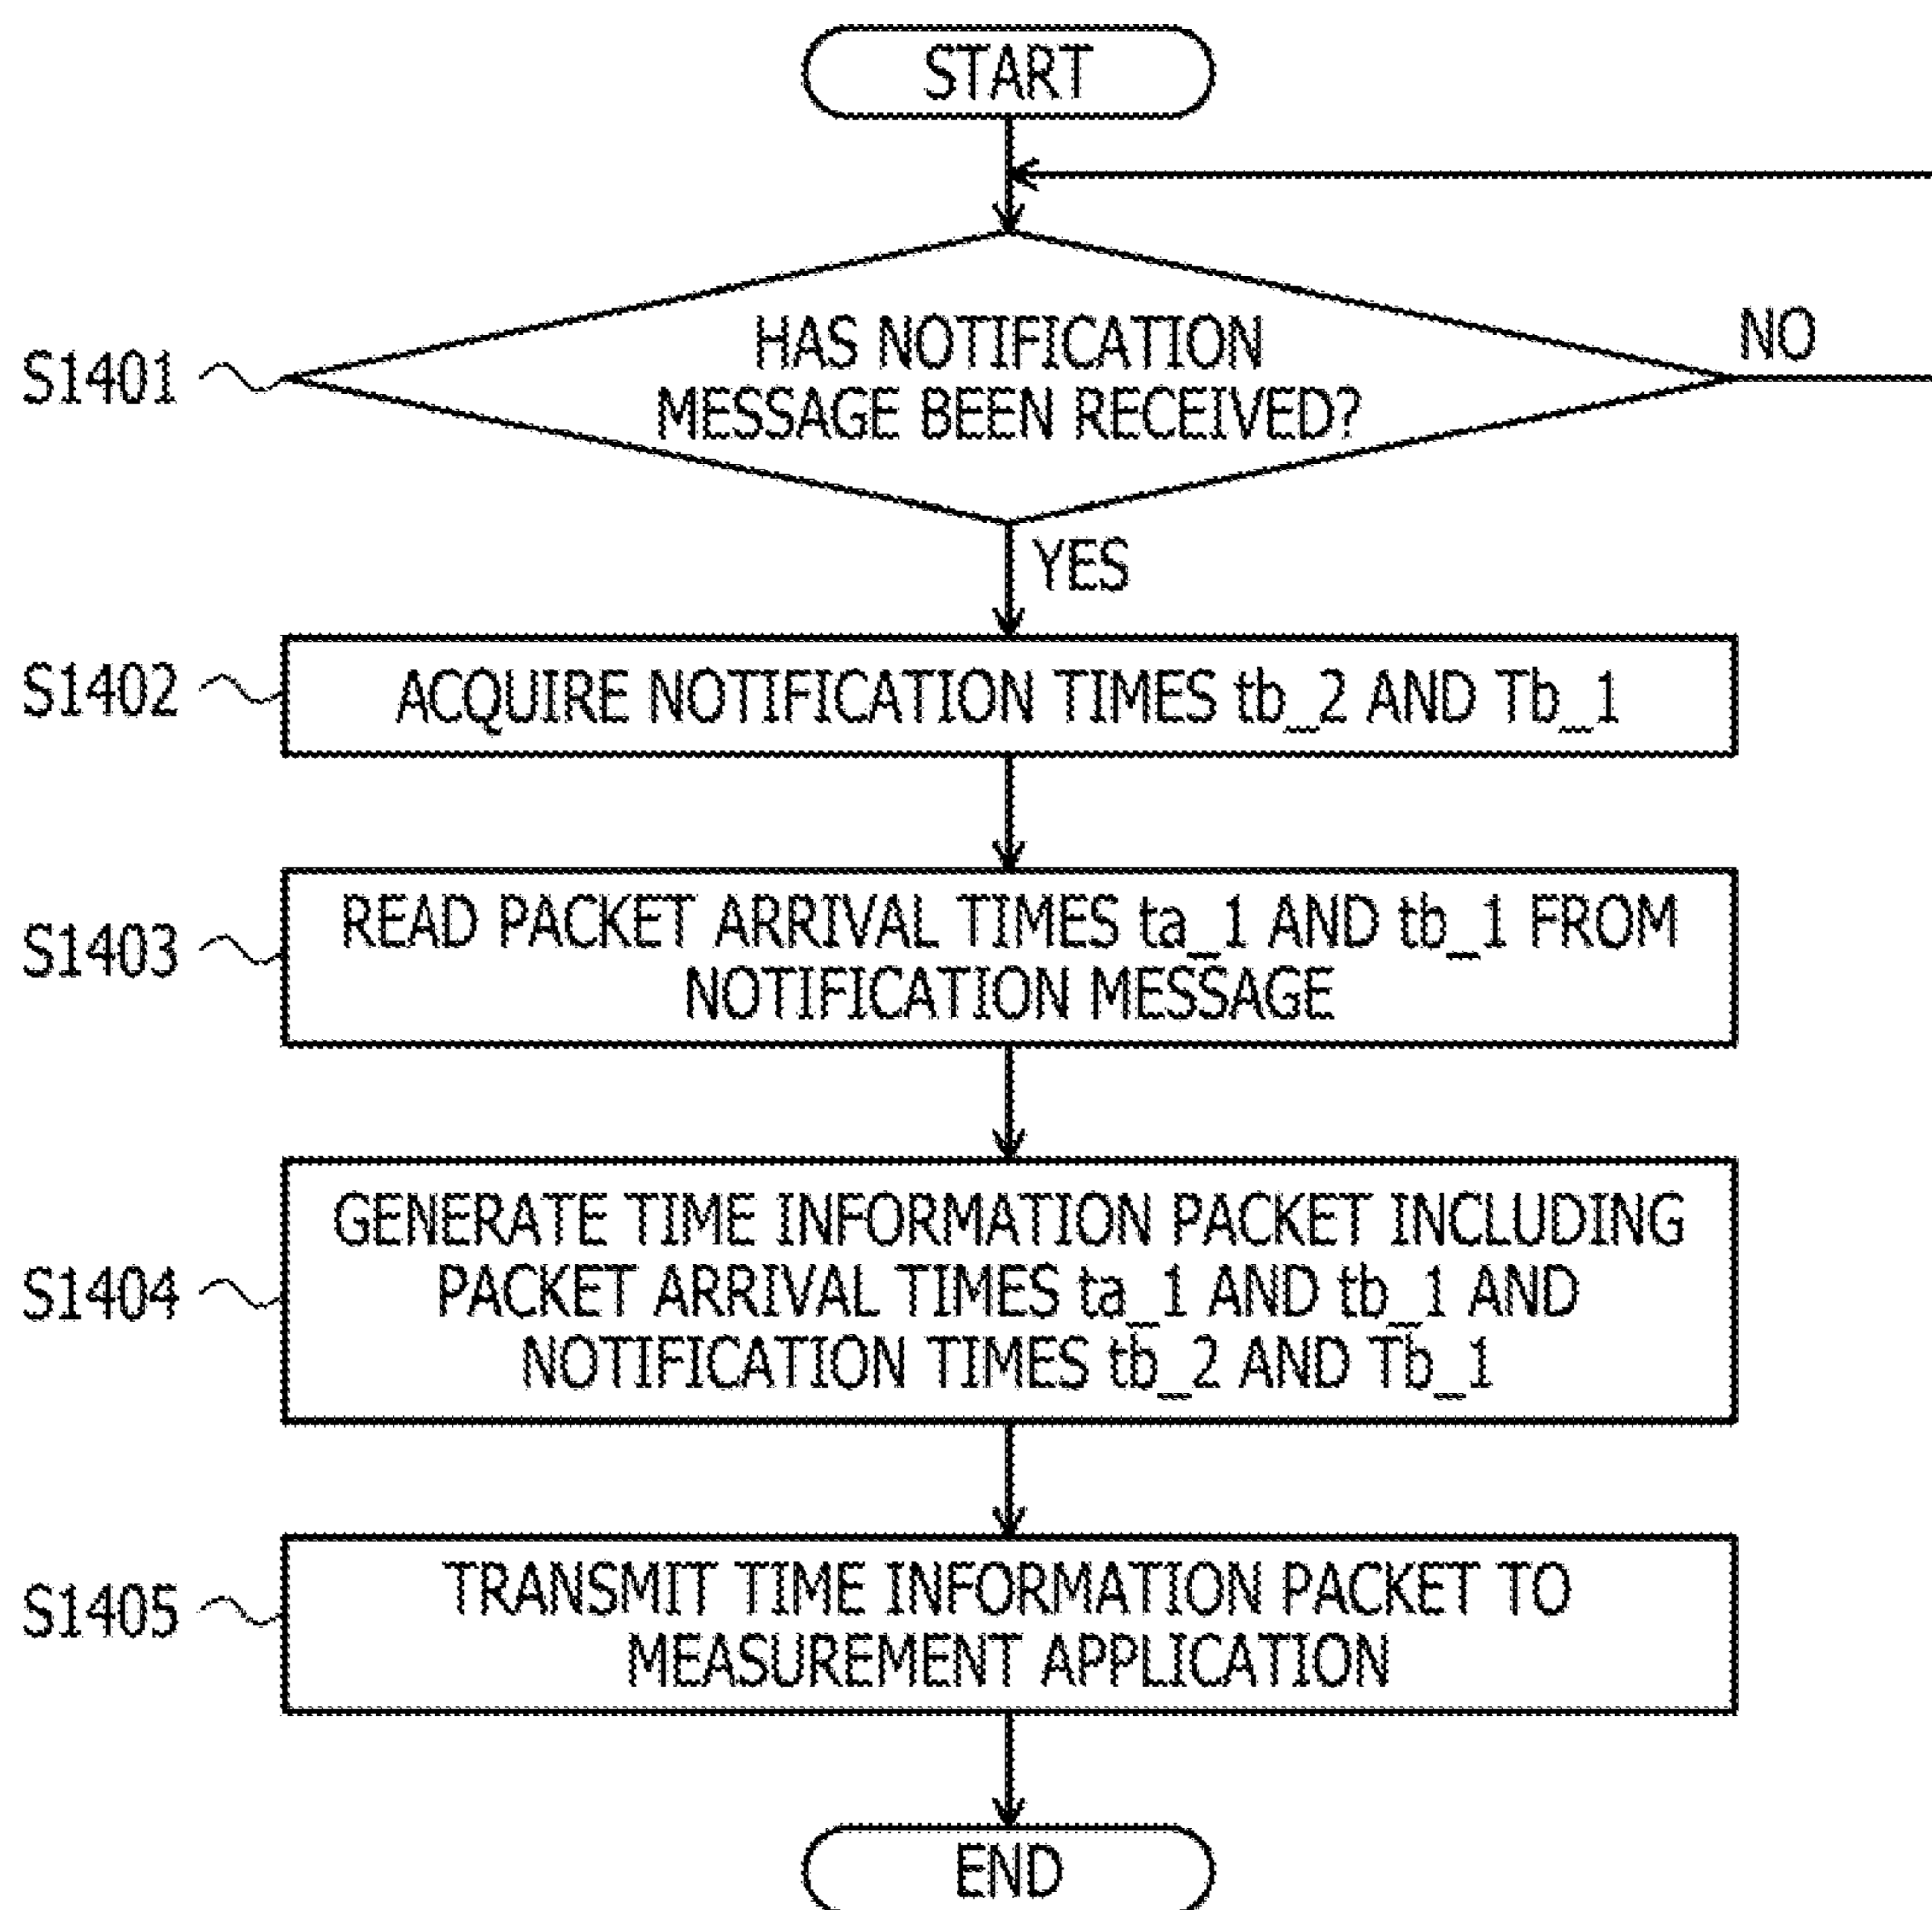 START
HAS NOTIFICATION
MESSAGE BEEN RECEIVED?
NO
S1401
YES
S1402
ACQUIRE NOTIFICATION TIMES tb_2 AND Tb_1
S1403
READ PACKET ARRIVAL TIMES ta_1 AND tb_1 FROM
NOTIFICATION MESSAGE
S1404
GENERATE TIME INFORMATION PACKET INCLUDING
PACKET ARRIVAL TIMES ta_1 AND tb_1 AND
NOTIFICATION TIMES tb_2 AND Tb_1
S1405
TRANSMIT TIME INFORMATION PACKET TO
MEASUREMENT APPLICATION
END